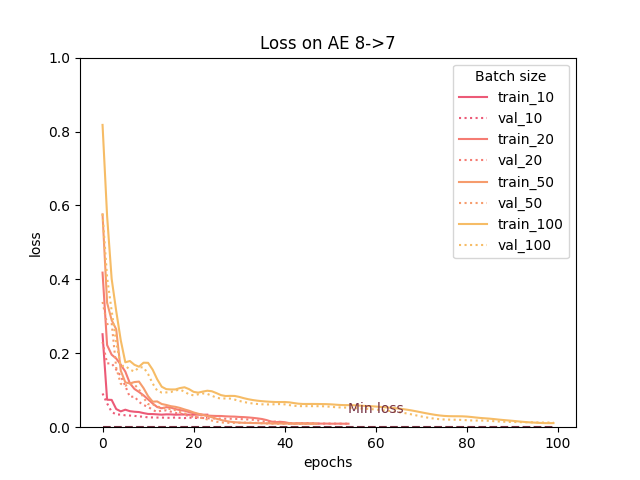 Loss on AE 8->7
1.0
0.8
0.6
0.4
0.2
0.0
loss
Batch size
train_10
val_10
train_20
val_20
train_50
val_50
train_100
val_100
Min loss
0 20 40 60 80 100
epochs